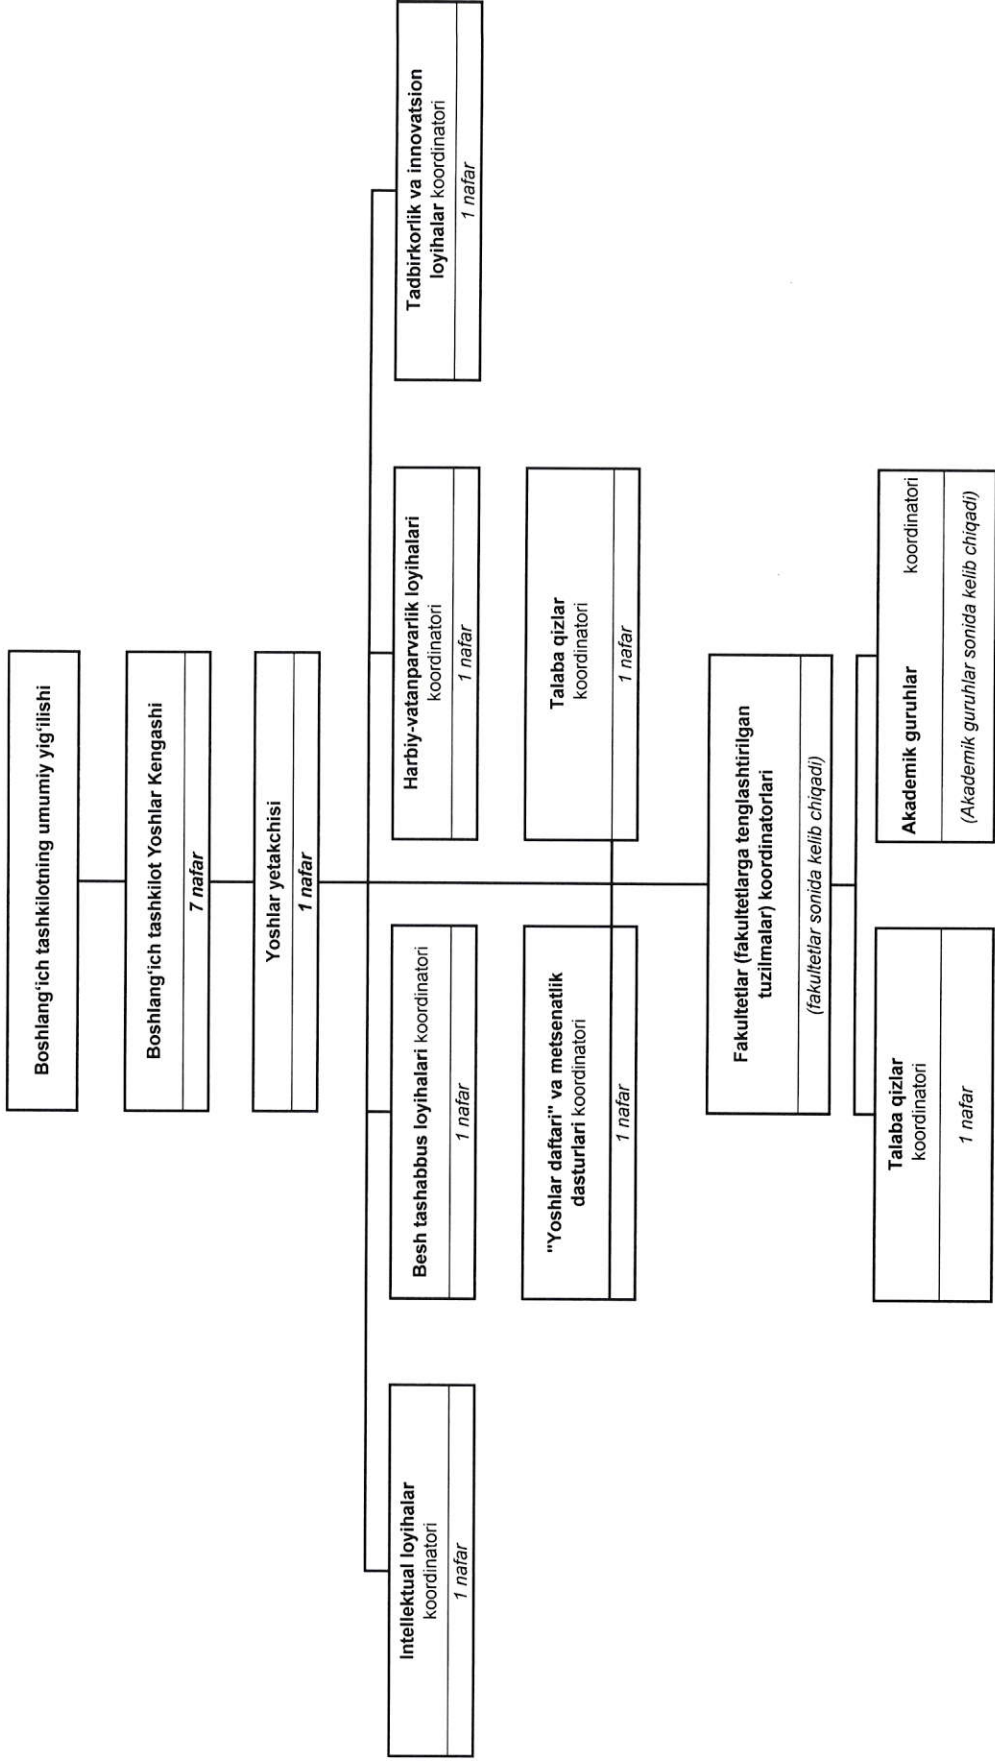 Boshlang‘ich tashkilotning umumiy yig‘ilishi
Boshlang‘ich tashkilot Yoshlar Kengashi
7 nafar
Yoshlar yetakchisi
1 nafar
Intellektual loyihalar
koordinatori
1 nafar
Besh tashabbus loyihalari koordinatori
1 nafar
Harbiy-vatanparvarlik loyihalari
koordinatori
1 nafar
Tadbirkorlik va innovatsion
loyihalar koordinatori
1 nafar
"Yoshlar daftari" va metsenatlik
dasturlari koordinatori
1 nafar
Talaba qizlar
koordinatori
1 nafar
Fakultetlar (fakultetlarga tenglashtirilgan
tuzilmalar) koordinatorlari
(fakultetlar sonida kelib chiqadi)
Talaba qizlar
koordinatori
1 nafar
Akademik guruhlar koordinatori
(Akademik guruhlar sonida kelib chiqadi)